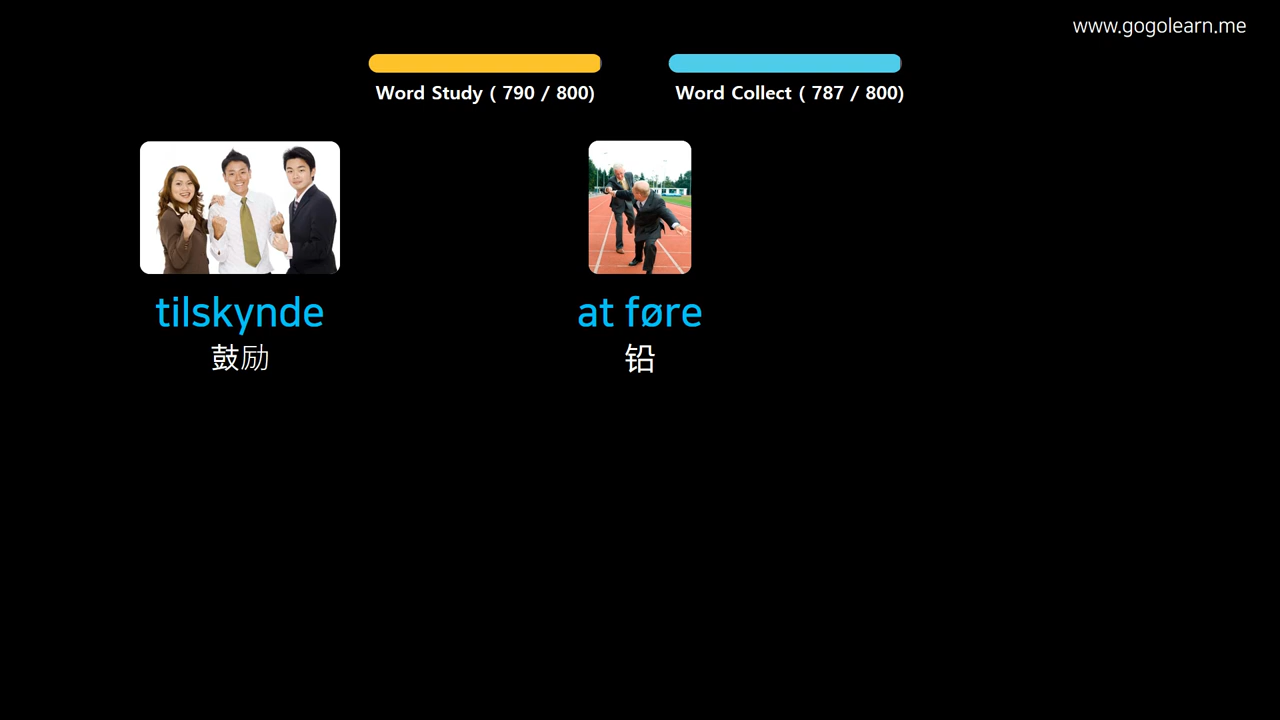 www.gogolearn.me
Word Study ( 790 / 800)
Word Collect ( 787 / 800)
tilskynde
鼓励
at føre
铅